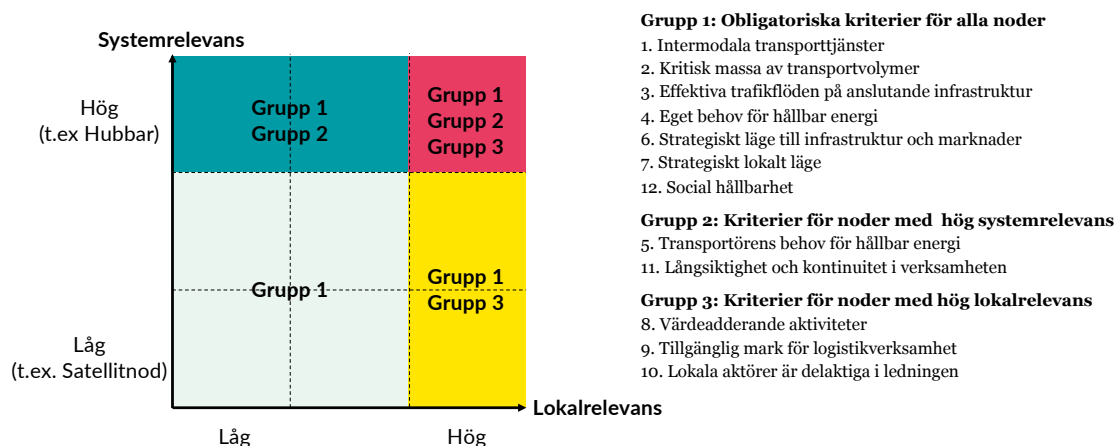 Systemrelevans
Hög
(t.ex Hubbar)
Grupp 1
Grupp 2
Grupp 1
Grupp 2
Grupp 3
Grupp 1
Grupp 1
Grupp 3
Låg
(t.ex. Satellitnod)
Lokalrelevans
Låg
Hög
Grupp 1: Obligatoriska kriterier för alla noder
1. Intermodala transporttjänster
2. Kritisk massa av transportvolymer
3. Effektiva trafikflöden på anslutande infrastruktur
4. Eget behov för hållbar energi
6. Strategiskt läge till infrastruktur och marknader
7. Strategiskt lokalt läge
12. Social hållbarhet
Grupp 2: Kriterier för noder med hög systemrelevans
5. Transportörens behov för hållbar energi
11. Långsiktighet och kontinuitet i verksamheten
Grupp 3: Kriterier för noder med hög lokalrelevans
8. Värdeadderande aktiviteter
9. Tillgänglig mark för logistikverksamhet
10. Lokala aktörer är delaktiga i ledningen